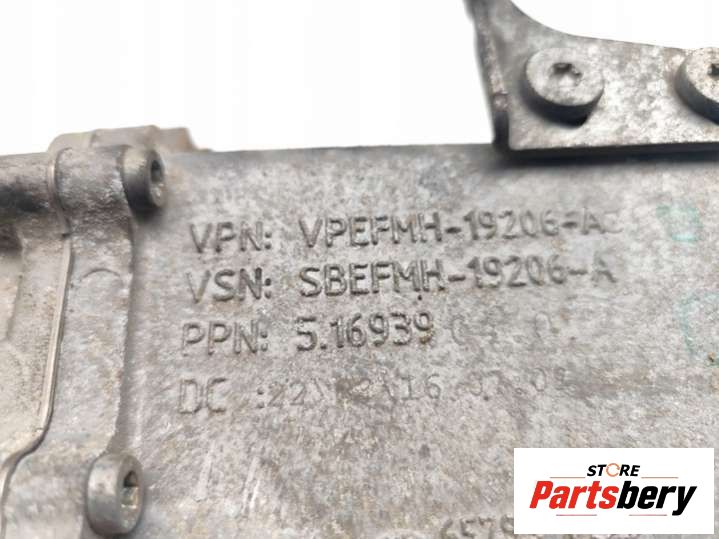 VPN: VPEFMH-19206-AC
VSN: SBEFMH-19206-A
PPN: 5.16939
DC
STORE
Partsbery